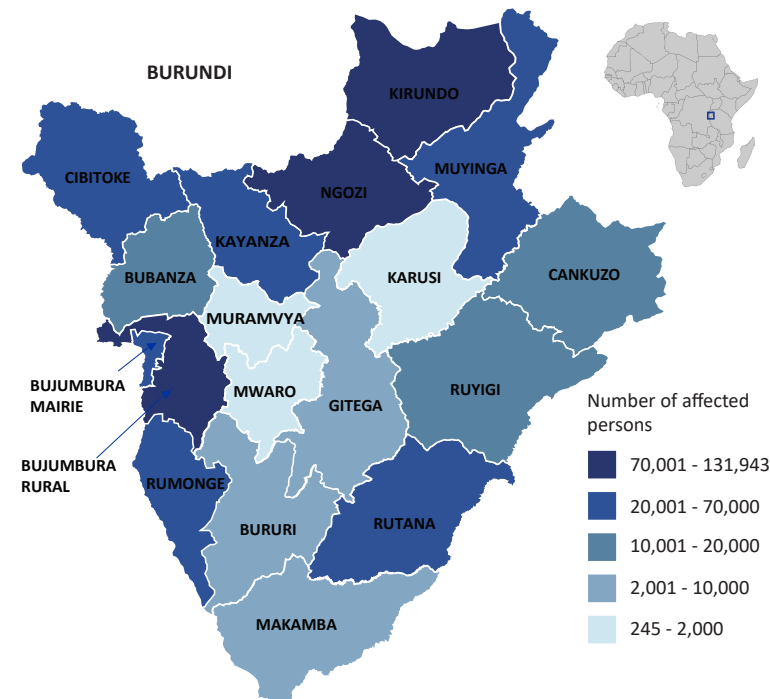 BURUNDI
KIRUNDO
CIBITOKE
MUYINGA
NGOZI
KAYANZA
BUBANZA
KARUSI
CANKUZO
MURAMVYA
BUJUMBURA
MAIRIE
MWARO
GITEGA
RUYIGI
BUJUMBURA
RURAL
RUMONGE
BURURI
RUTANA
MAKAMBA
Number of affected
persons
70,001 - 131,943
20,001 - 70,000
10,001 - 20,000
2,001 - 10,000
245 - 2,000